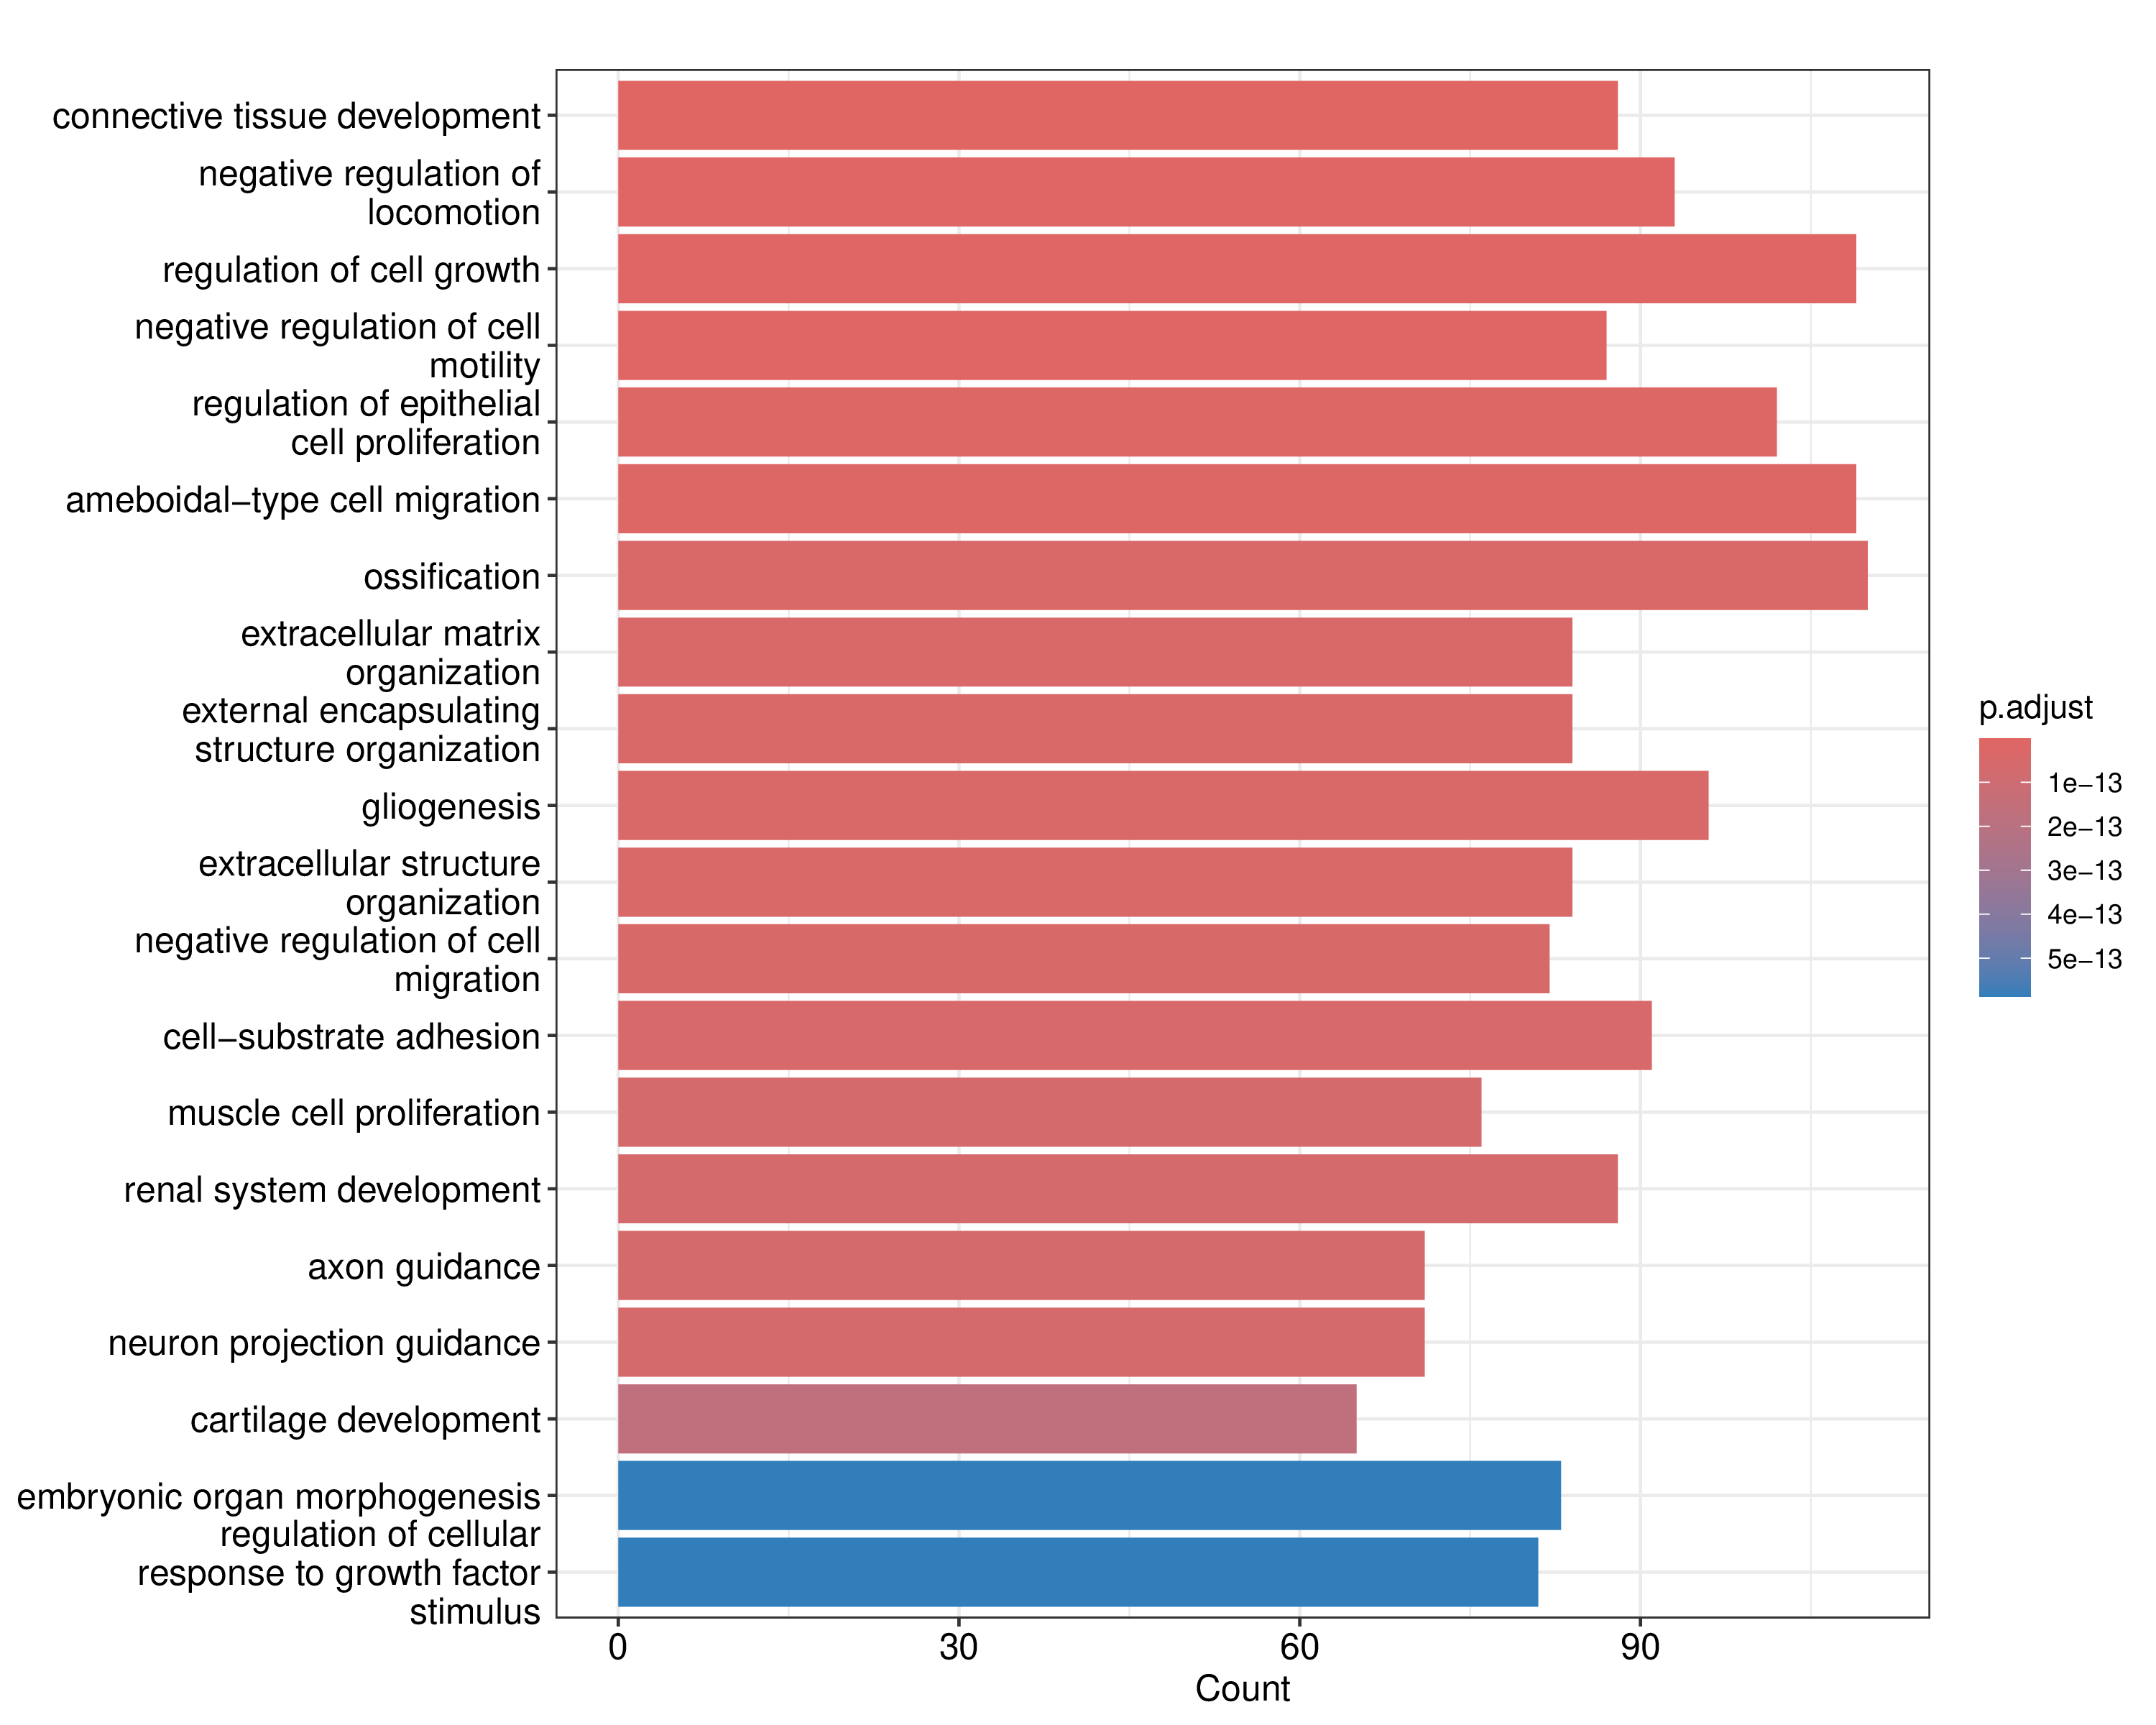 connective tissue development
negative regulation of
locomotion
regulation of cell growth
negative regulation of cell
motility
regulation of epithelial
cell proliferation
ameboidal−type cell migration
ossification
extracellular matrix
organization
external encapsulating
structure organization
gliogenesis
extracellular structure
organization
negative regulation of cell
migration
cell−substrate adhesion
muscle cell proliferation
renal system development
axon guidance
neuron projection guidance
cartilage development
embryonic organ morphogenesis
regulation of cellular
response to growth factor
stimulus
0 30 60 90
Count
p.adjust
1e−13
2e−13
3e−13
4e−13
5e−13